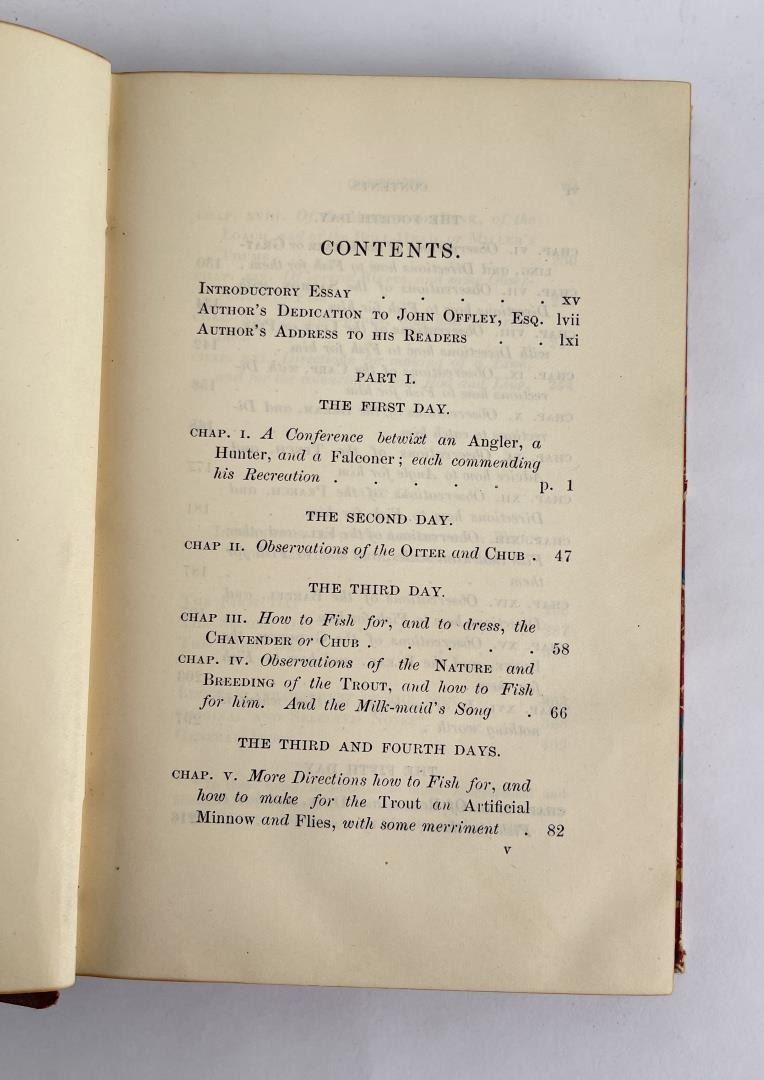 CONTENTS.
INTRODUCTORY ESSAY . . . . . xv
AUTHOR'S DEDICATION TO JOHN OFFLEY, ESQ. lvii
AUTHOR'S ADDRESS TO HIS READERS . . lxi
PART I.
THE FIRST DAY.
CHAP. I. A Conference betwixt an Angler, a
Hunter, and a Falconer; each commending
his Recreation . . . . . p. 1
THE SECOND DAY.
CHAP II. Observations of the OTTER and CHUB . 47
THE THIRD DAY.
CHAP III. How to Fish for, and to dress, the
CHAVENDER or CHUB . . . . . 58
CHAP. IV. Observations of the NATURE and
BREEDING of the TROUT, and how to Fish
for him. And the Milk-maid's Song . 66
THE THIRD AND FOURTH DAYS.
CHAP. V. More Directions how to Fish for, and
how to make for the Trout an Artificial
Minnow and Flies, with some merriment . 82
v